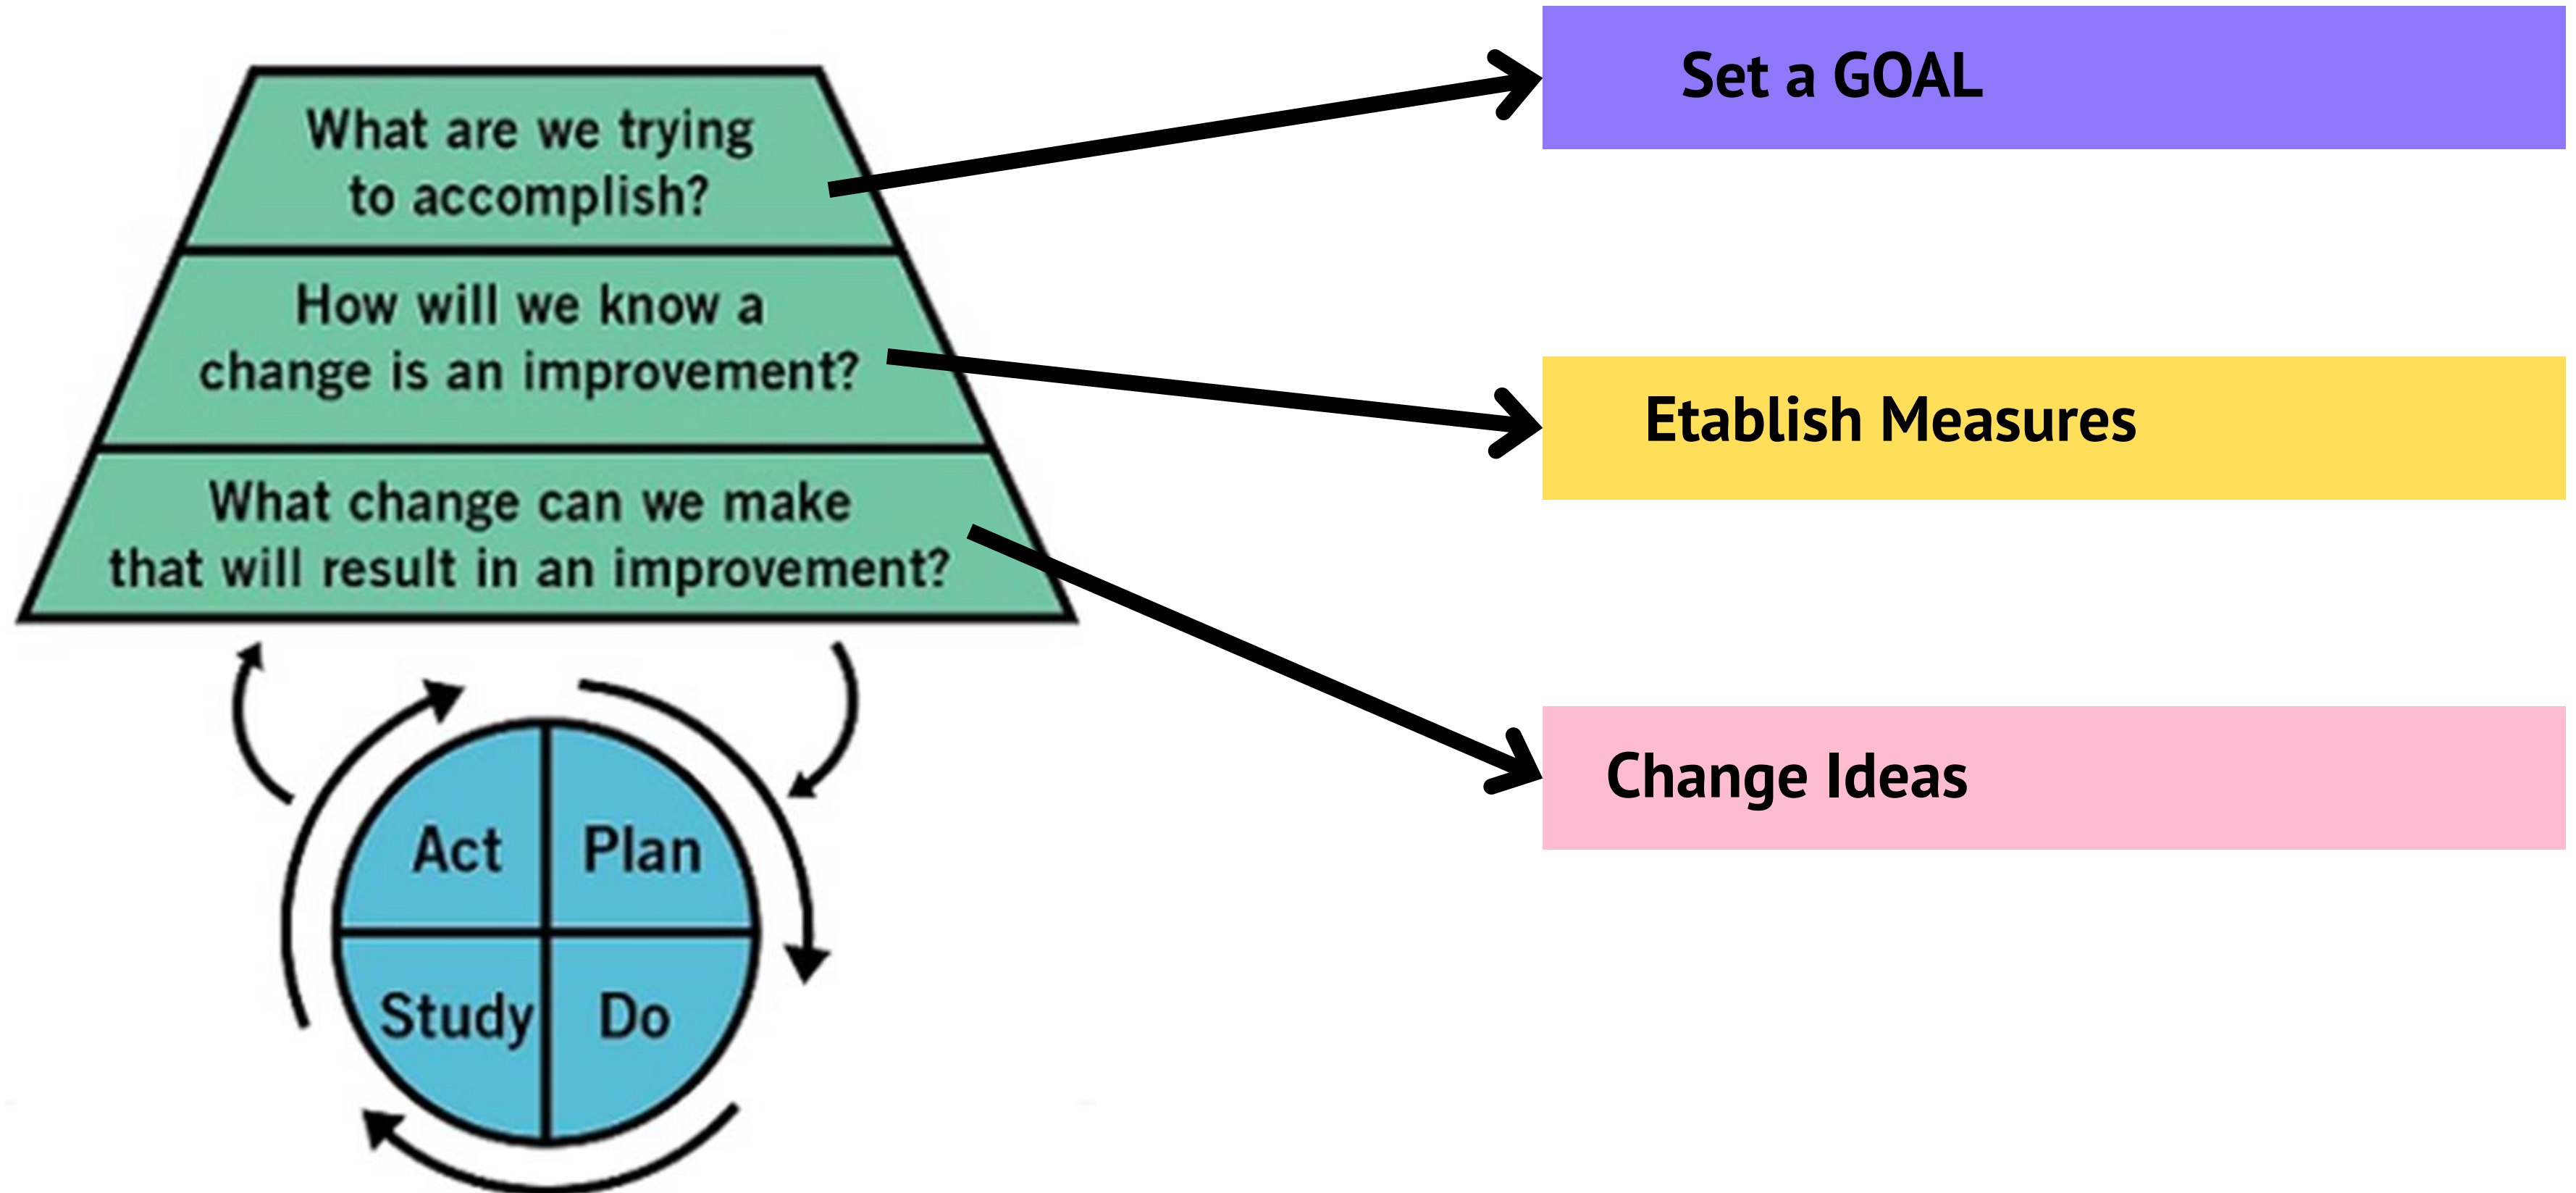 What are we trying
to accomplish?
How will we know a
change is an improvement?
What change can we make
that will result in an improvement?
Act
Plan
Study
Do
Set a GOAL
Etablish Measures
Change Ideas